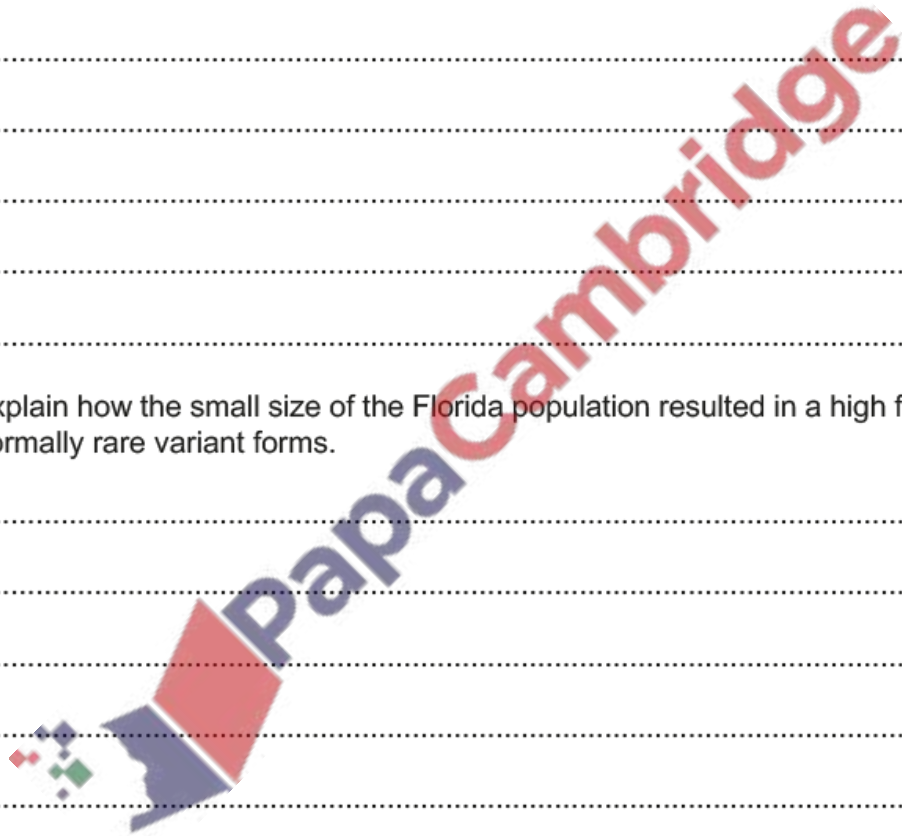 xplain how the small size of the Florida population resulted in a high f
ormally rare variant forms.
PapaCambridge